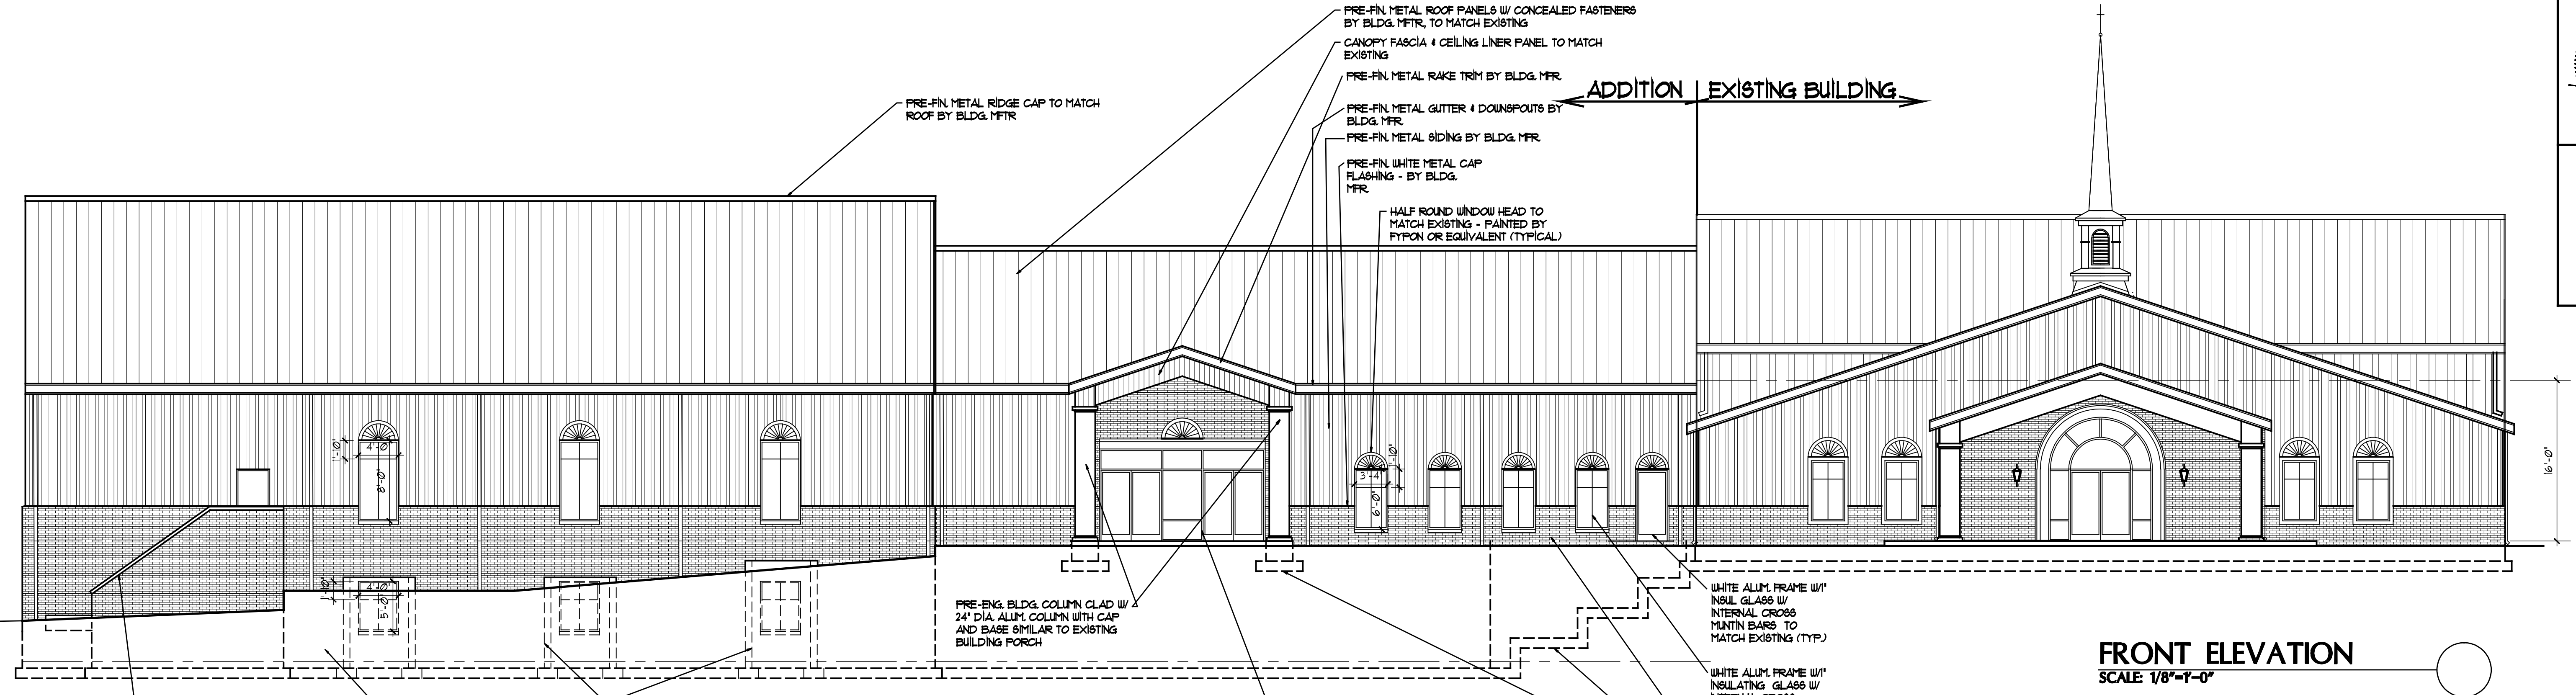 PRE-FIN. METAL ROOF PANELS W/ CONCEALED FASTENERS
BY BLDG. MFTR, TO MATCH EXISTING
CANOPY FASCIA & CEILING LINER PANEL TO MATCH
EXISTING
PRE-FIN. METAL RAKE TRIM BY BLDG. MFR.
ADDITION
EXISTING BUILDING
PRE-FIN. METAL RIDGE CAP TO MATCH
ROOF BY BLDG. MFTR
PRE-FIN. METAL GUTTER & DOWNSPOUTS BY
BLDG. MFR.
PRE-FIN. METAL SIDING BY BLDG. MFR.
PRE-FIN. WHITE METAL CAP
FLASHING - BY BLDG.
MFR.
HALF ROUND WINDOW HEAD TO
MATCH EXISTING - PAINTED BY
FYPON OR EQUIVALENT (TYPICAL)
1'-10"
4'-0"
8'-0"
1'-10"
3'-4"
6'-0"
16'-0"
1'-0"
4'-0"
5'-0"
PRE-ENG. BLDG. COLUMN CLAD W/
24" DIA. ALUM. COLUMN WITH CAP
AND BASE SIMILAR TO EXISTING
BUILDING PORCH
WHITE ALUM. FRAME W/1"
INSUL GLASS W/
INTERNAL CROSS
MUNTIN BARS TO
MATCH EXISTING (TYP.)
WHITE ALUM. FRAME W/1"
INSULATING GLASS W/
FRONT ELEVATION
SCALE: 1/8"=1'-0"